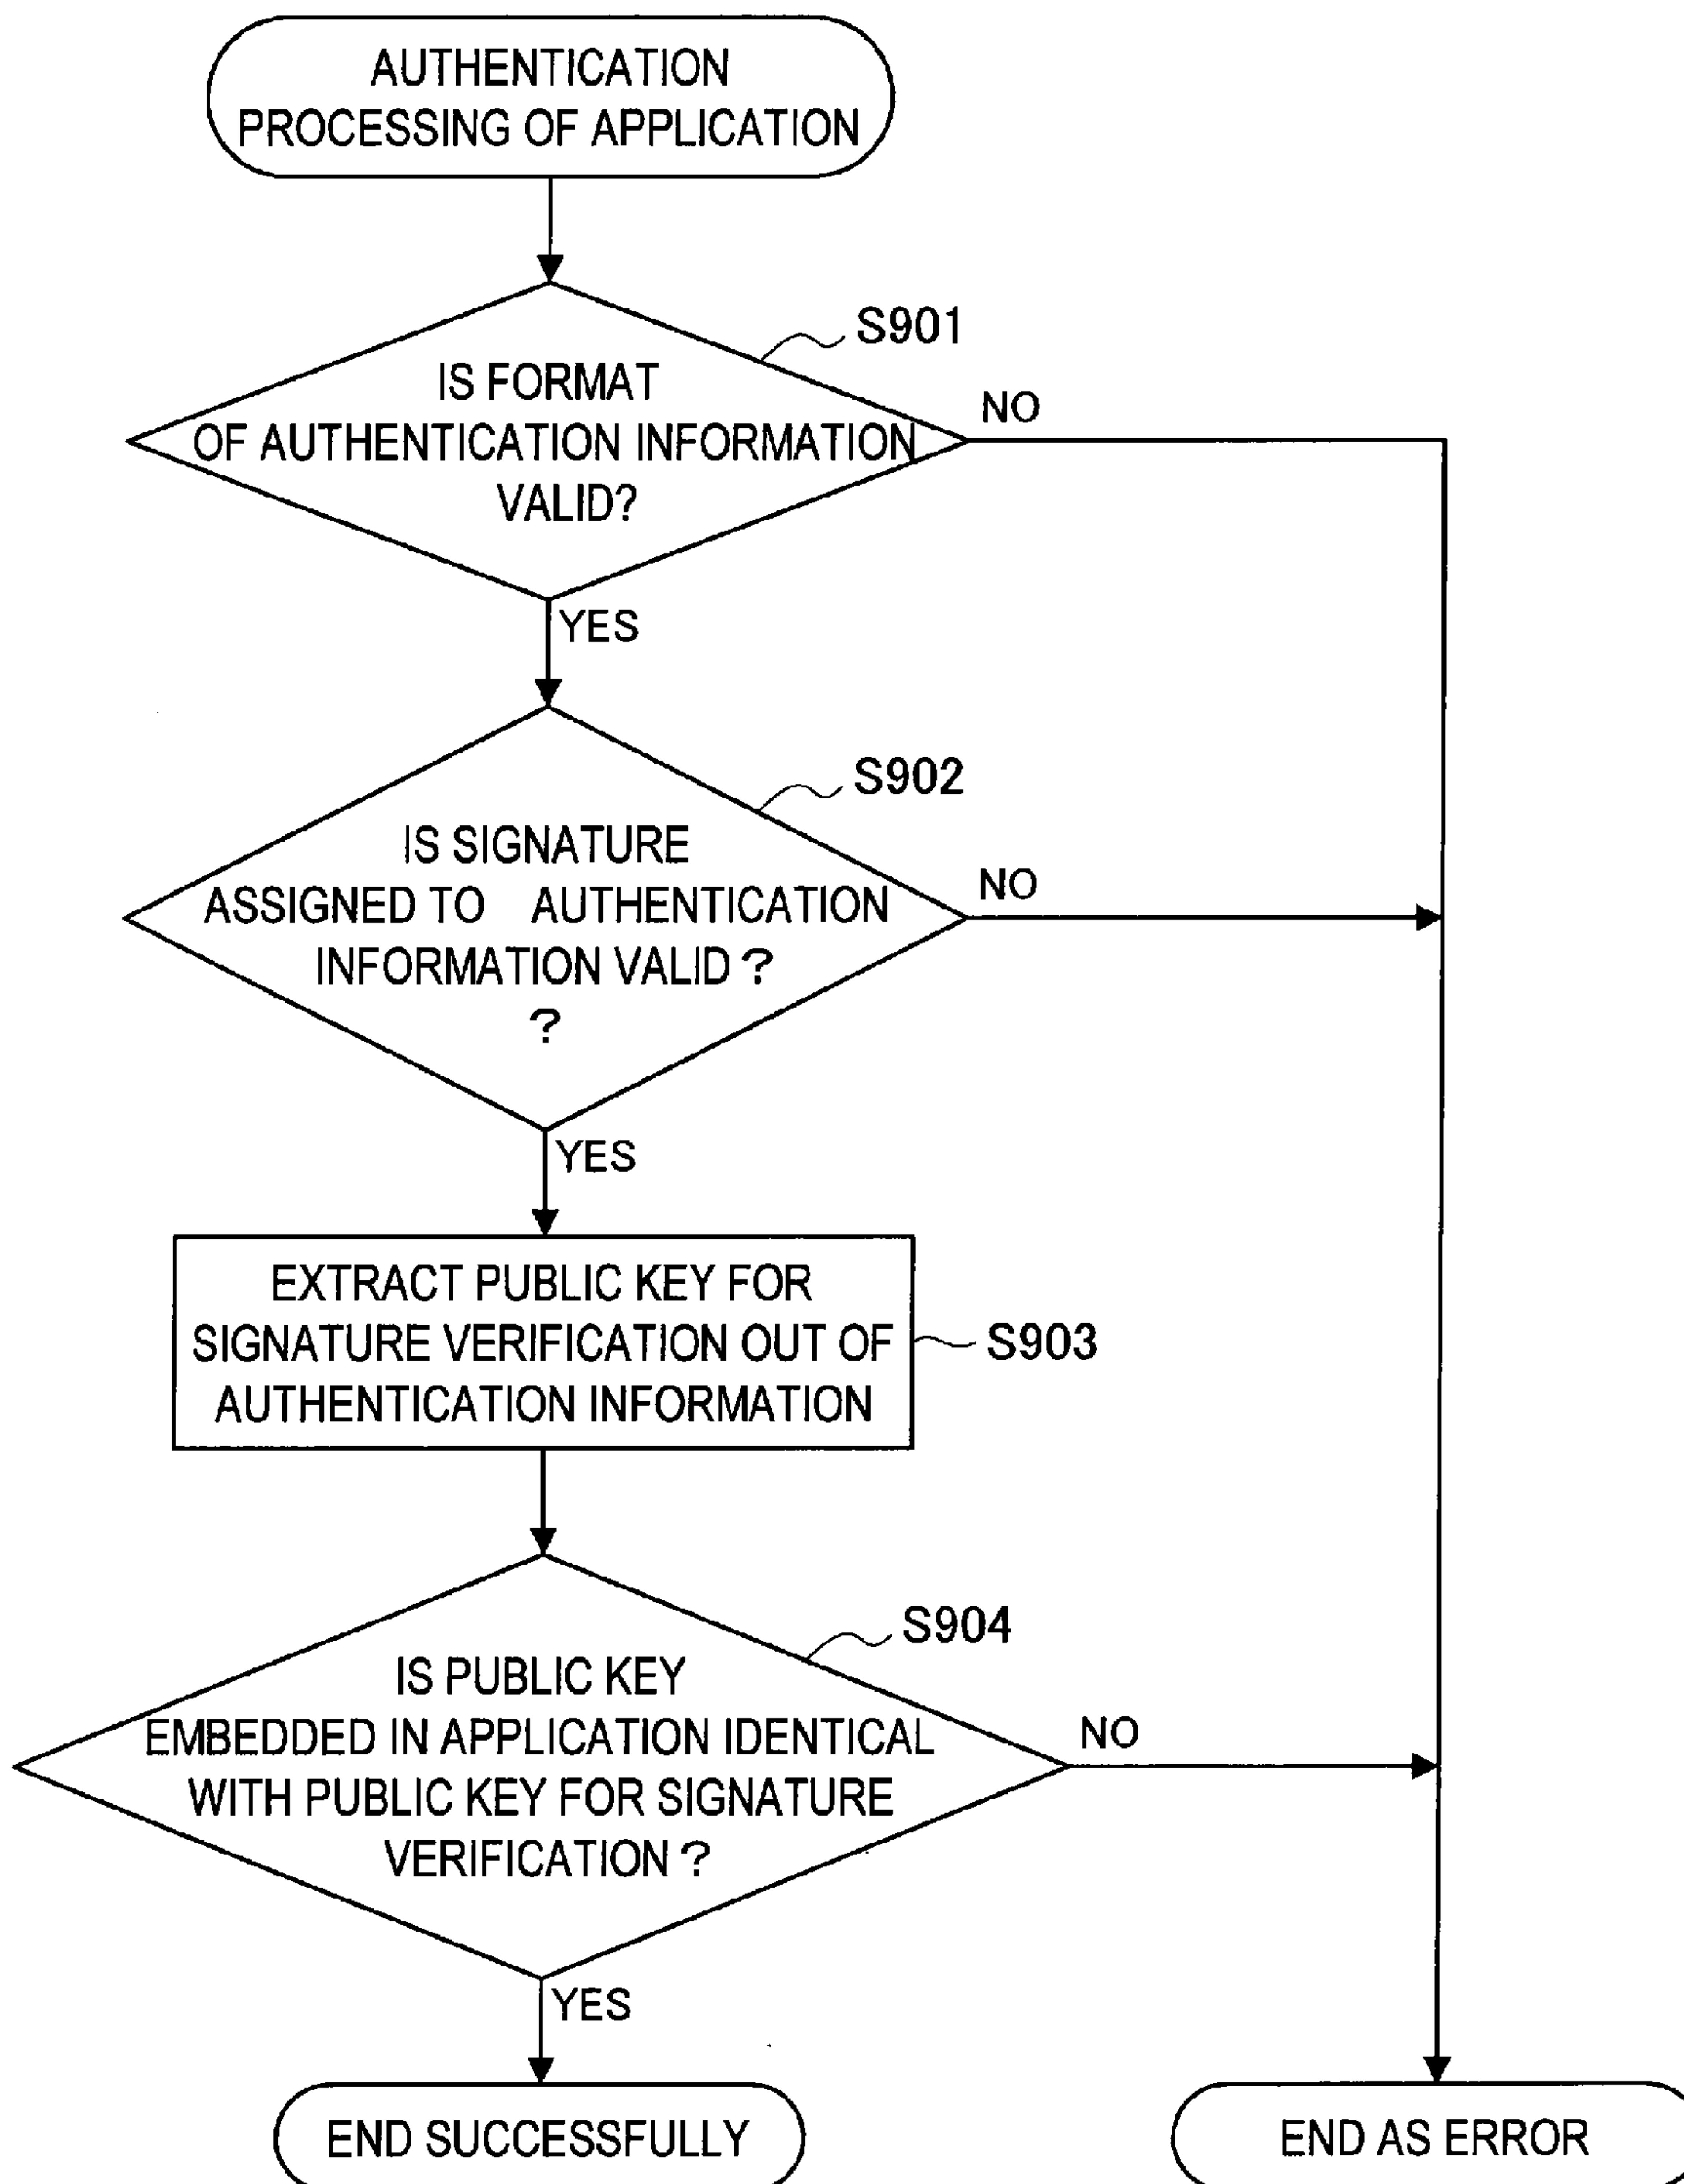 AUTHENTICATION
PROCESSING OF APPLICATION
S901
IS FORMAT
OF AUTHENTICATION INFORMATION
VALID?
NO
YES
S902
IS SIGNATURE
ASSIGNED TO AUTHENTICATION
INFORMATION VALID ?
?
NO
YES
EXTRACT PUBLIC KEY FOR
SIGNATURE VERIFICATION OUT OF
AUTHENTICATION INFORMATION
S903
S904
IS PUBLIC KEY
EMBEDDED IN APPLICATION IDENTICAL
WITH PUBLIC KEY FOR SIGNATURE
VERIFICATION ?
NO
YES
END SUCCESSFULLY
END AS ERROR